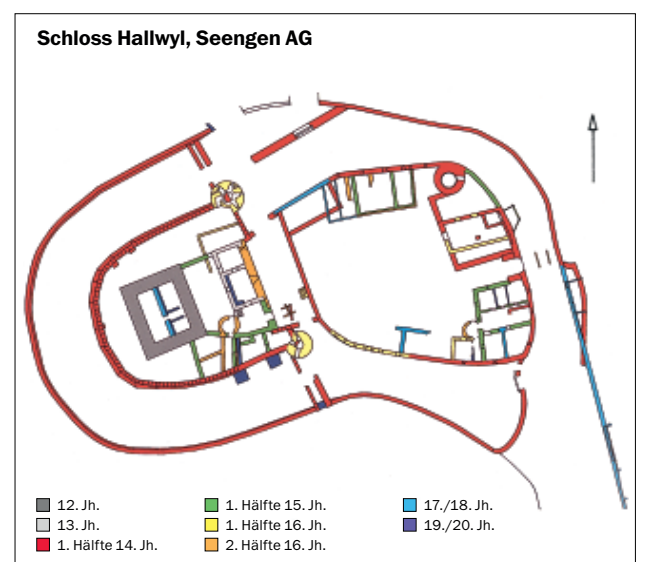 Schloss Hallwyl, Seengen AG
12. Jh.
13. Jh.
1. Hälfte 14. Jh.
1. Hälfte 15. Jh.
1. Hälfte 16. Jh.
2. Hälfte 16. Jh.
17./18. Jh.
19./20. Jh.